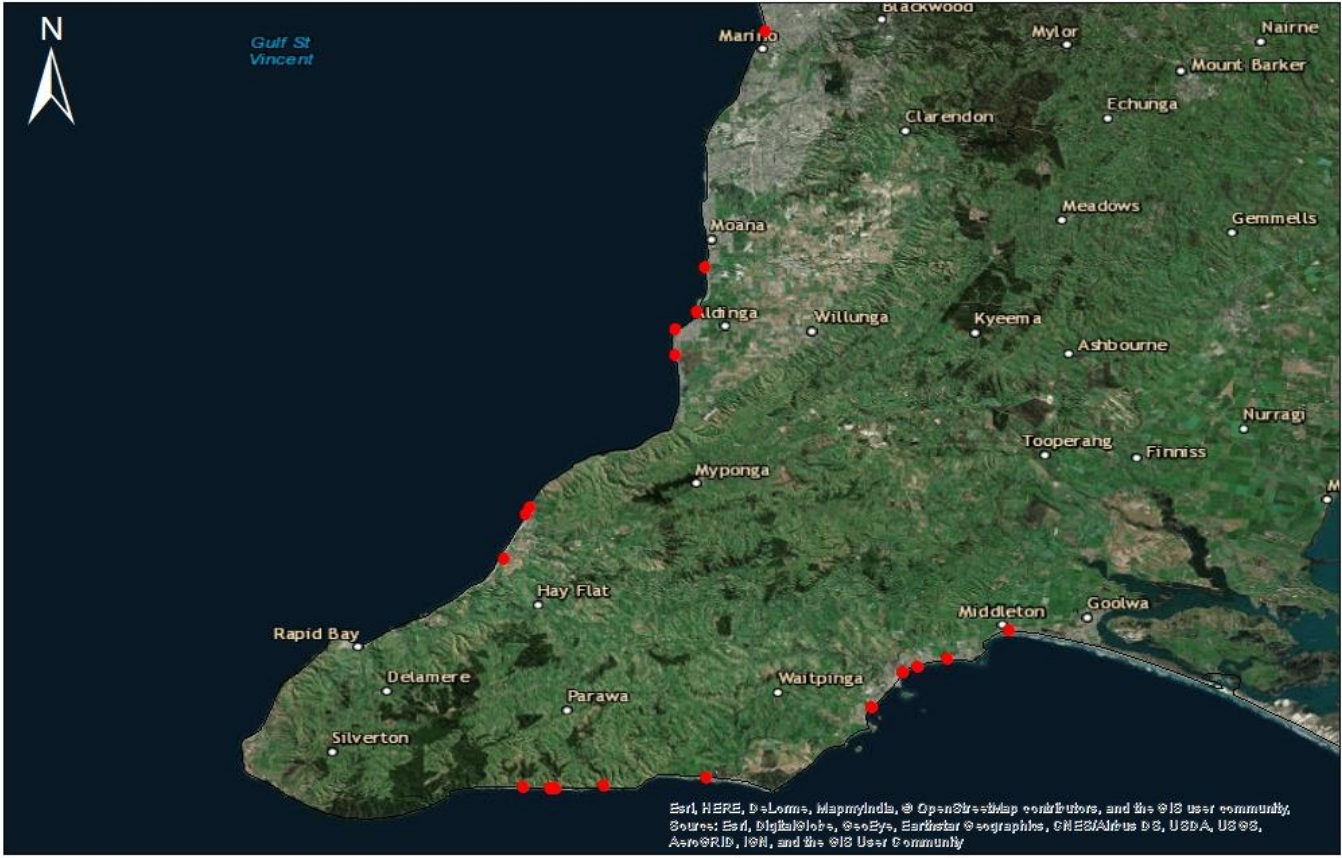 Blackwood
N
Nairne
Mylor
Marino
Gulf St
Vincent
Mount Barker
Echunga
Clarendon
Meadows
Gemmells
Moana
Aldinga
Willunga
Kyeema
Ashbourne
Nurragi
Tooperang
Finniss
Myponga
M
Hay Flat
Goolwa
Middleton
Rapid Bay
Delamere
Waitpinga
Parawa
Silverton
Esri, HERE, DeLorme, MapmyIndia, © OpenStreetMap contributors, and the GIS user community,
Source: Esri, DigitalGlobe, GeoEye, Earthstar Geographics, CNES/Airbus DS, USDA, USGS,
AeroGRID, IGN, and the GIS User Community